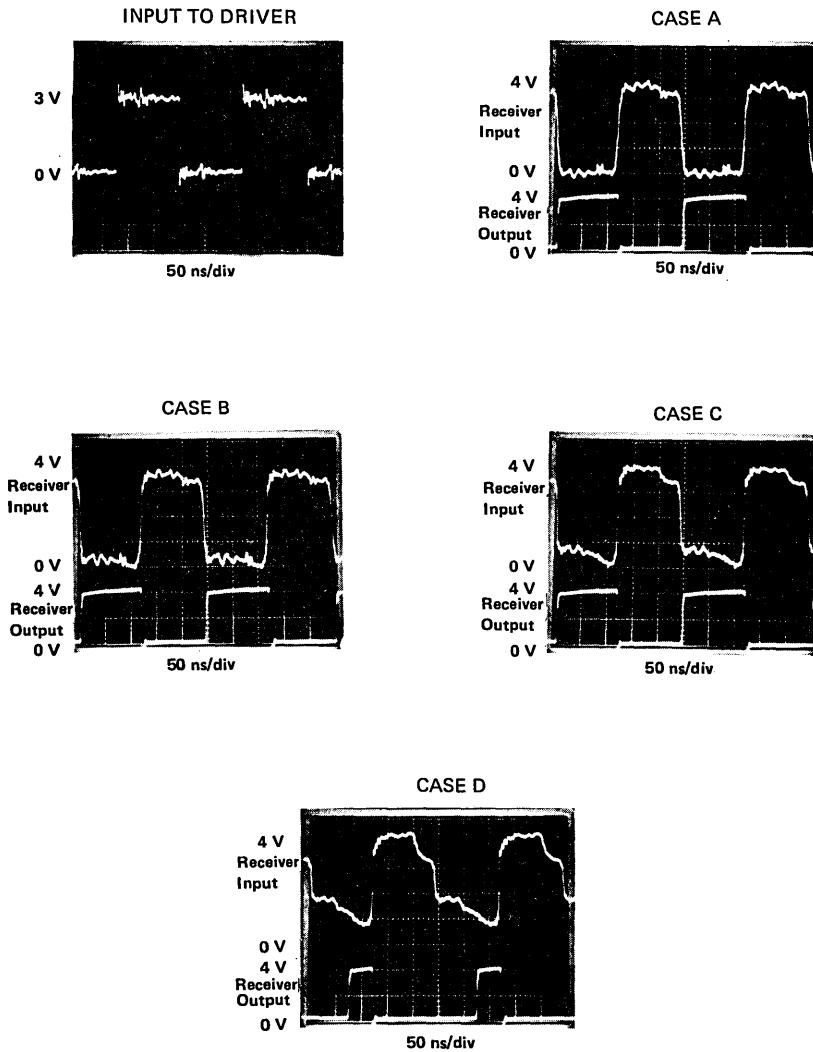 INPUT TO DRIVER
3 V
0 V
50 ns/div
CASE A
4 V
Receiver
Input
0 V
4 V
Receiver
Output
0 V
50 ns/div
CASE B
4 V
Receiver
Input
0 V
4 V
Receiver
Output
0 V
50 ns/div
CASE C
4 V
Receiver
Input
0 V
4 V
Receiver
Output
0 V
50 ns/div
CASE D
4 V
Receiver
Input
0 V
4 V
Receiver
Output
0 V
50 ns/div